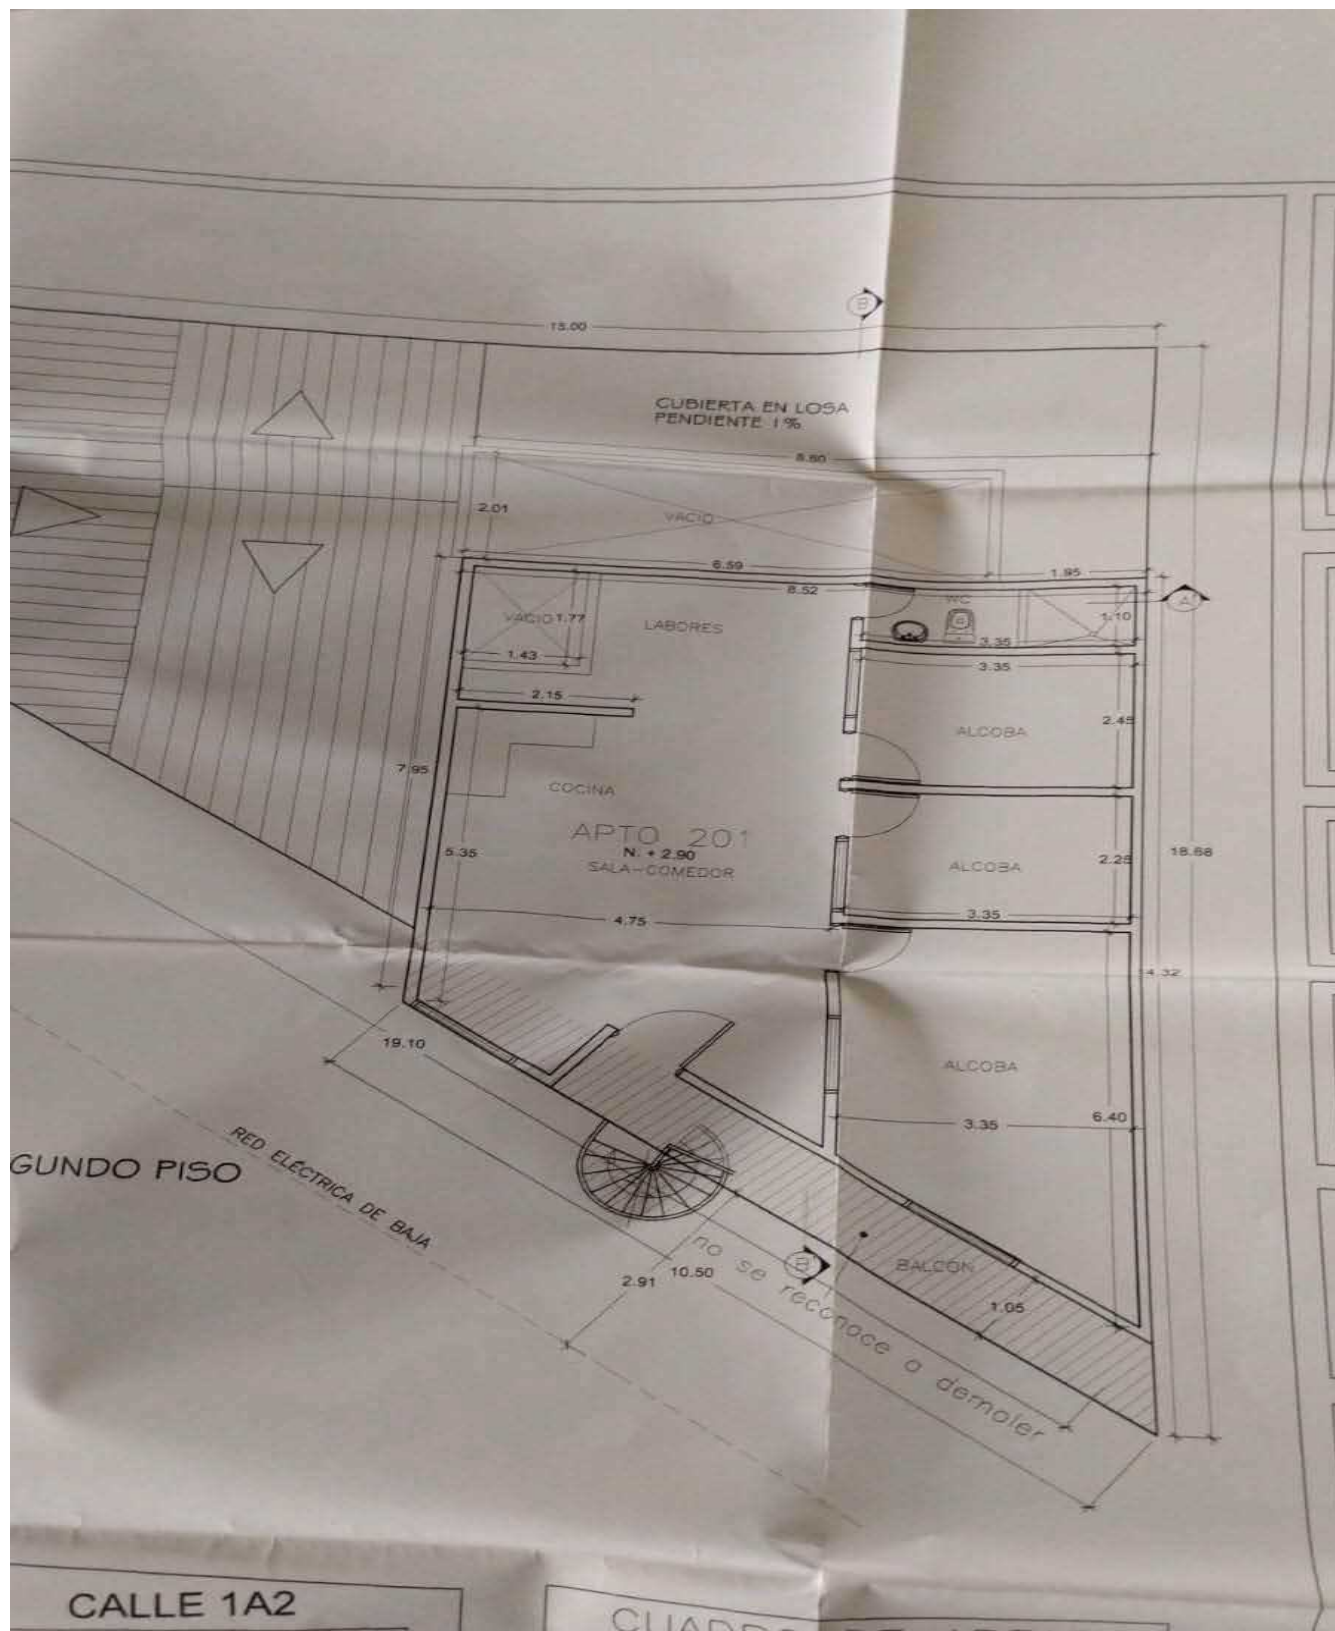 B
15.00
CUBIERTA EN LOSA
PENDIENTE 1%
8.60
2.01
VACIO
6.59
1.95
8.52
WC
A'
VACIO
1.77
LABORES
1.10
3.35
1.43
3.35
2.15
2.45
ALCOBA
7.95
COCINA
APTO 201
N. + 2.90
5.35
SALA-COMEDOR
ALCOBA
2.25
18.68
4.75
3.35
4.32
19.10
ALCOBA
3.35
6.40
GUNDO PISO
RED ELÉCTRICA DE BAJA
no se reconoce a demoler
B'
BALCON
2.91
10.50
1.05
CALLE 1A2